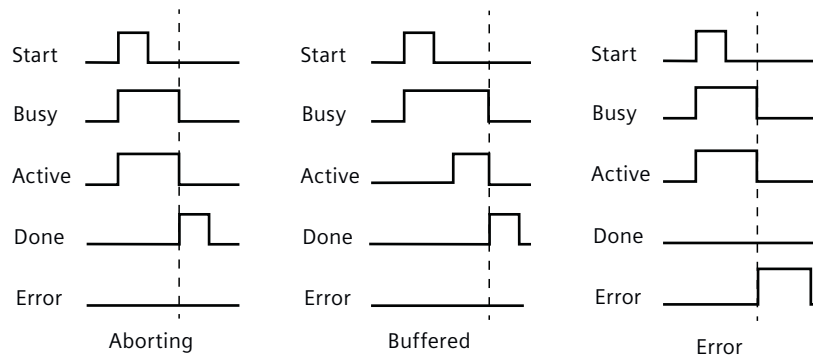 Start
Busy
Active
Done
Error
Aborting
Start
Busy
Active
Done
Error
Buffered
Start
Busy
Active
Done
Error
Error